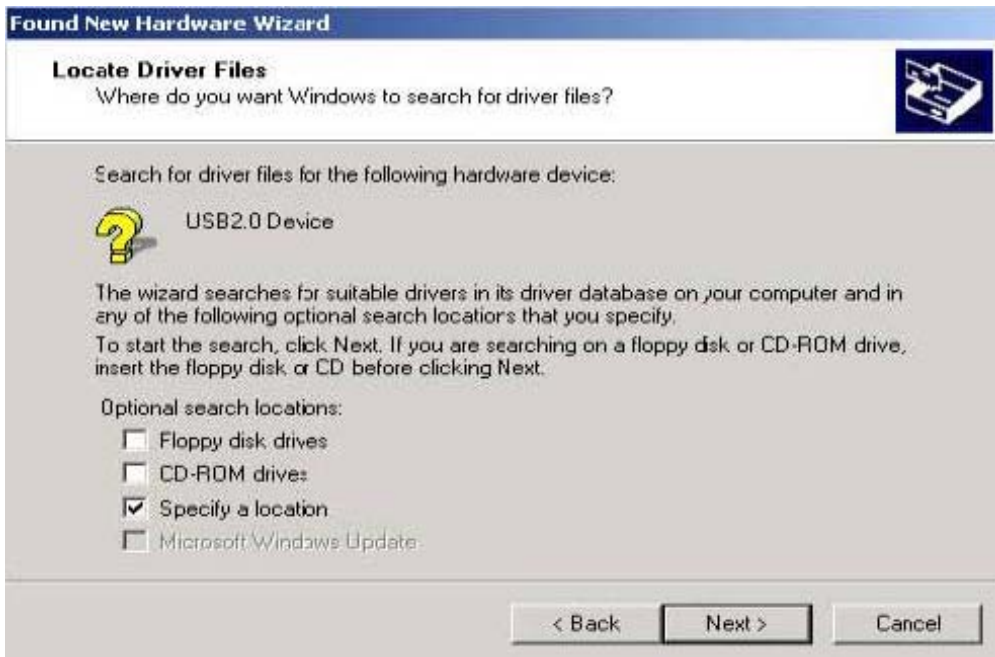 Found New Hardware Wizard
Locate Driver Files
Where do you want Windows to search for driver files?
Search for driver files for the following hardware device:
USB2.0 Device
The wizard searches for suitable drivers in its driver database on your computer and in
any of the following optional search locations that you specify.
To start the search, click Next. If you are searching on a floppy disk or CD-ROM drive,
insert the floppy disk or CD before clicking Next.
Optional search locations:
Floppy disk drives
CD-ROM drives
Specify a location
Microsoft Windows Update
< Back Next > Cancel